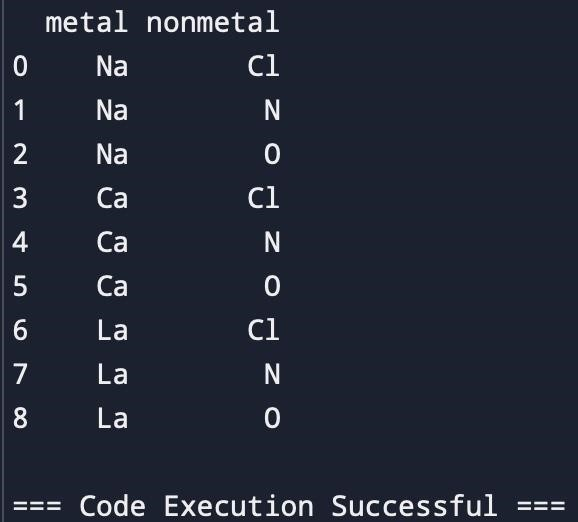 metal nonmetal
0 Na Cl
1 Na N
2 Na O
3 Ca Cl
4 Ca N
5 Ca O
6 La Cl
7 La N
8 La O
=== Code Execution Successful ===